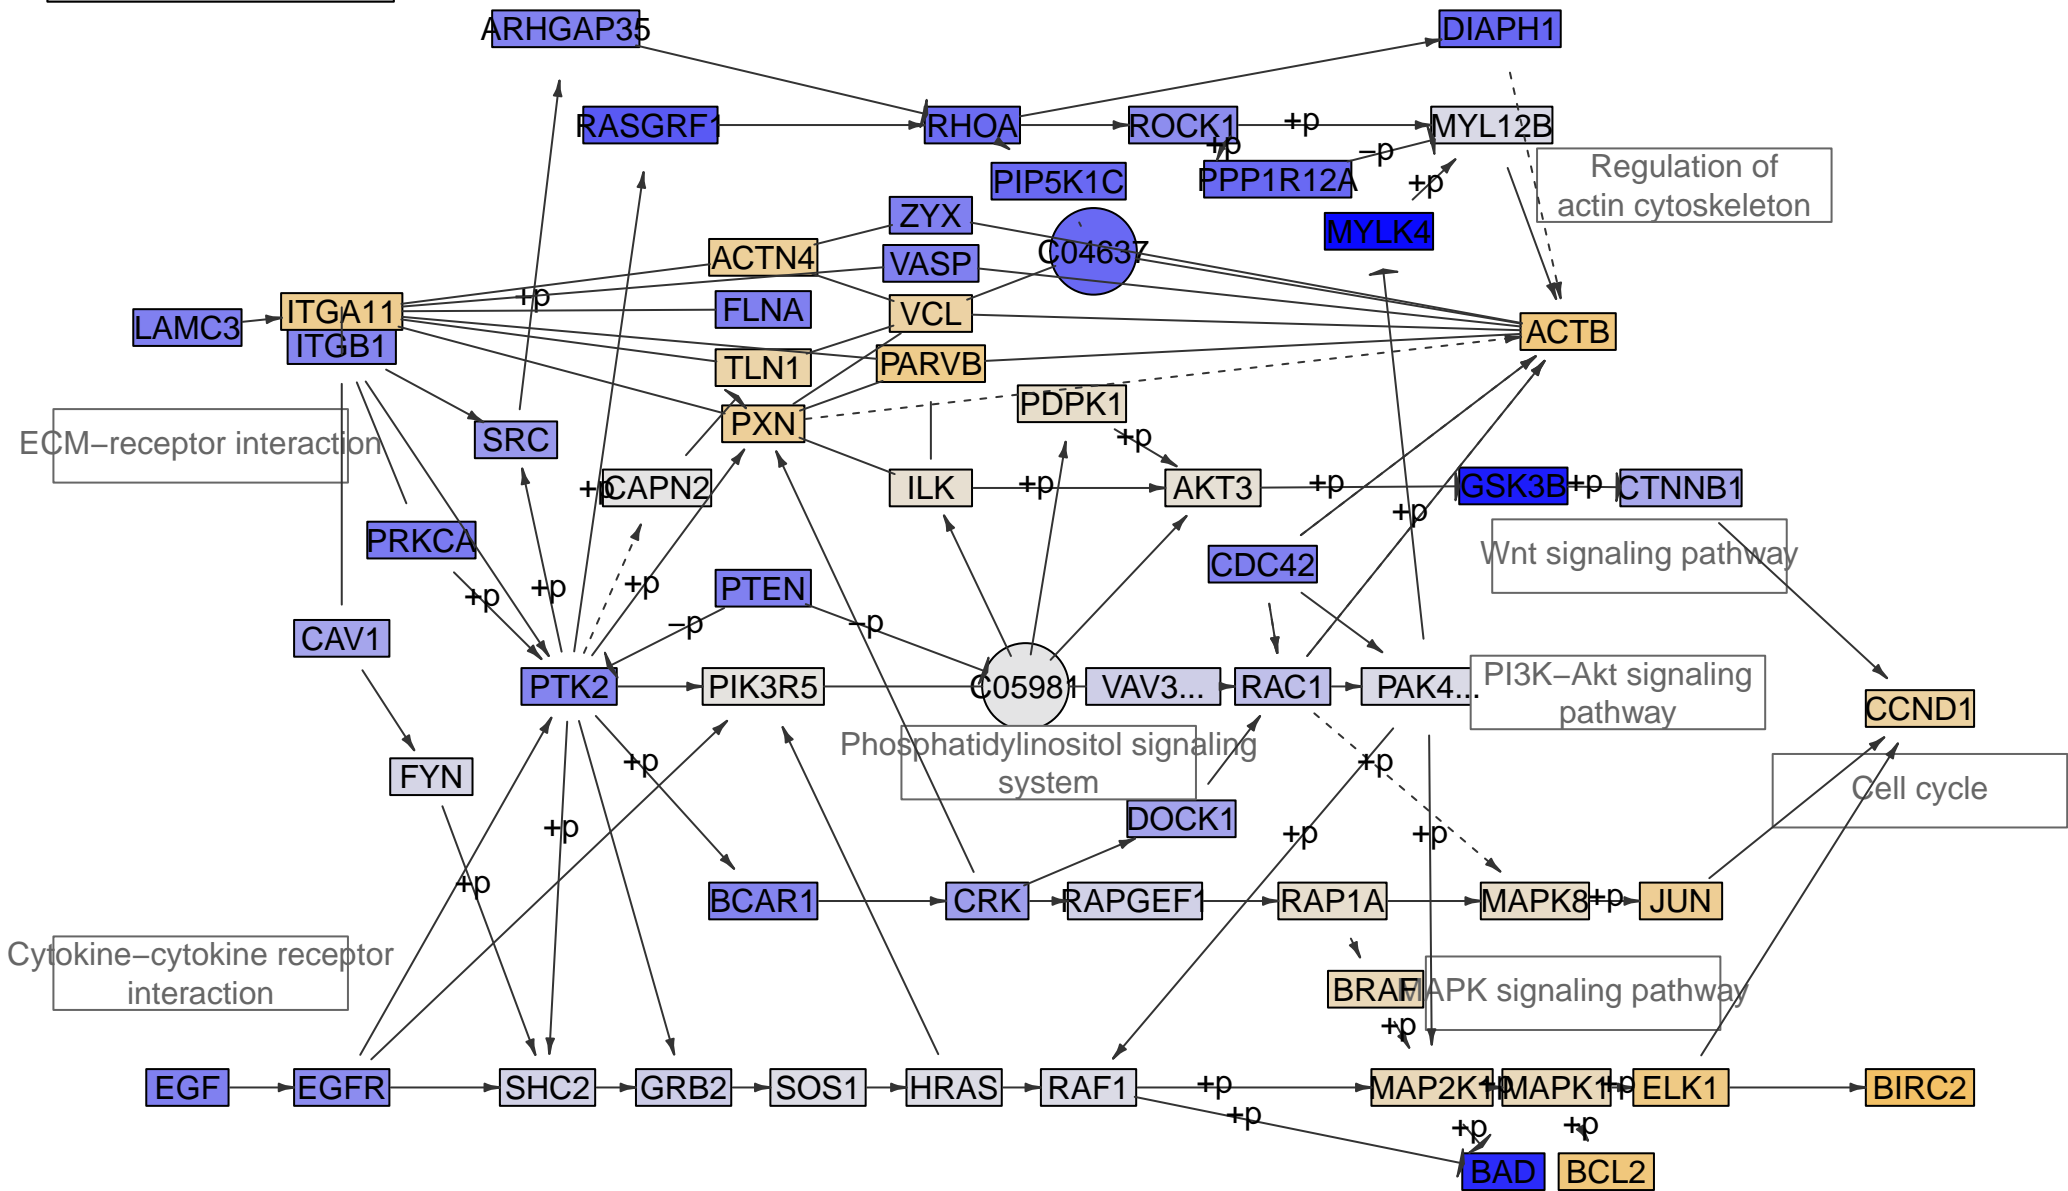 ARHGAP35
DIAPH1
RASGRF1
RHOA
ROCK1
+p
MYL12B
+p
−p
PIP5K1C
PPP1R12A
+p
Regulation of
actin cytoskeleton
ZYX
MYLK4
ACTN4
VASP
C04637
+p
ITGA11
FLNA
VCL
LAMC3
ITGB1
ACTB
TLN1
PARVB
PDPK1
PXN
+p
ECM−receptor interaction
SRC
+p
CAPN2
ILK
+p
AKT3
+p
GSK3B
+p
CTNNB1
+p
PRKCA
CDC42
Wnt signaling pathway
+p
+p
+p
PTEN
−p
−p
CAV1
PTK2
PIK3R5
C05981
VAV3...
RAC1
PAK4...
PI3K−Akt signaling
pathway
CCND1
Phosphatidylinositol signaling
system
FYN
+p
+p
Cell cycle
DOCK1
+p
+p
+p
+p
BCAR1
CRK
RAPGEF1
RAP1A
MAPK8
+p
JUN
Cytokine−cytokine receptor
interaction
BRAF
MAPK signaling pathway
+p
EGF
EGFR
SHC2
GRB2
SOS1
HRAS
RAF1
+p
MAP2K1
+p
MAPK1
+p
ELK1
BIRC2
+p
+p
+p
BAD
BCL2